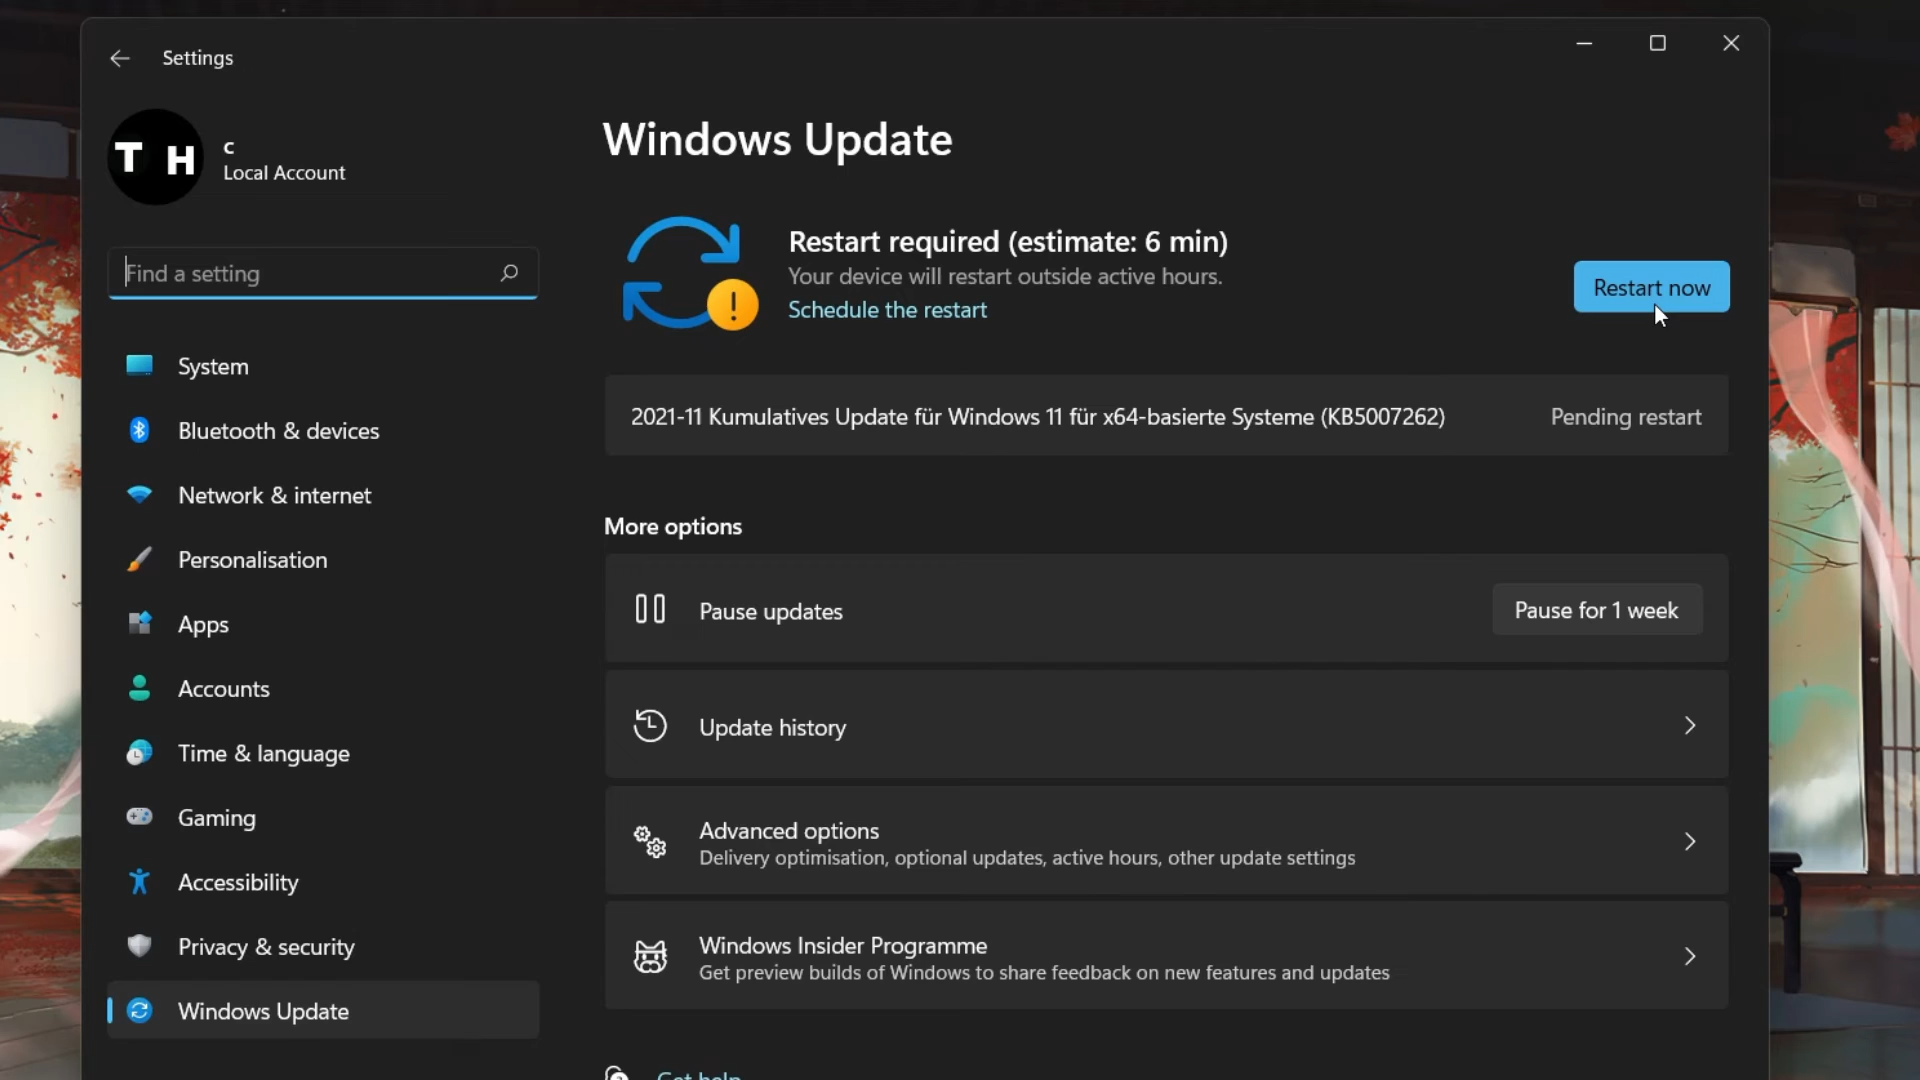 Settings
T H
c
Local Account
Find a setting
System
Bluetooth & devices
Network & internet
Personalisation
Apps
Accounts
Time & language
Gaming
Accessibility
Privacy & security
Windows Update
Windows Update
Restart required (estimate: 6 min)
Your device will restart outside active hours.
Schedule the restart
Restart now
2021-11 Kumulatives Update für Windows 11 für x64-basierte Systeme (KB5007262)
Pending restart
More options
Pause updates
Pause for 1 week
Update history
Advanced options
Delivery optimisation, optional updates, active hours, other update settings
Windows Insider Programme
Get preview builds of Windows to share feedback on new features and updates
Get help